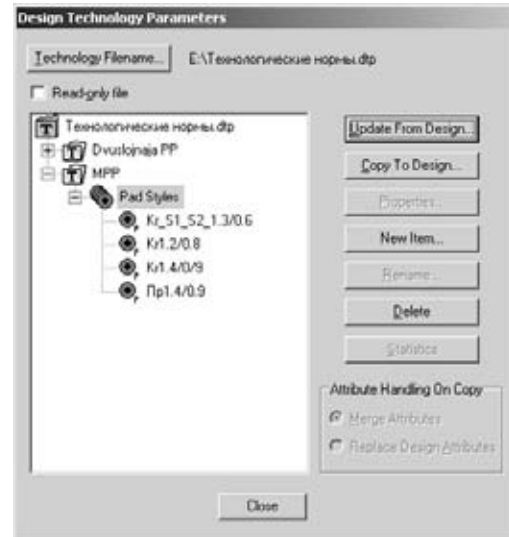 Design Technology Parameters
Technology Filename... E:\Технологические нормы.dtp
Read-only file
Технологические нормы.dtp
Dvuslojnaja PP
MPP
Pad Styles
Kr_S1_S2_1.3/0.6
Kr1.2/0.8
Kr1.4/0/9
Пр1.4/0.9
Update From Design...
Copy To Design...
Properties...
New Item...
Rename...
Delete
Statistics
Attribute Handling On Copy
Merge Attributes
Replace Design Attributes
Close